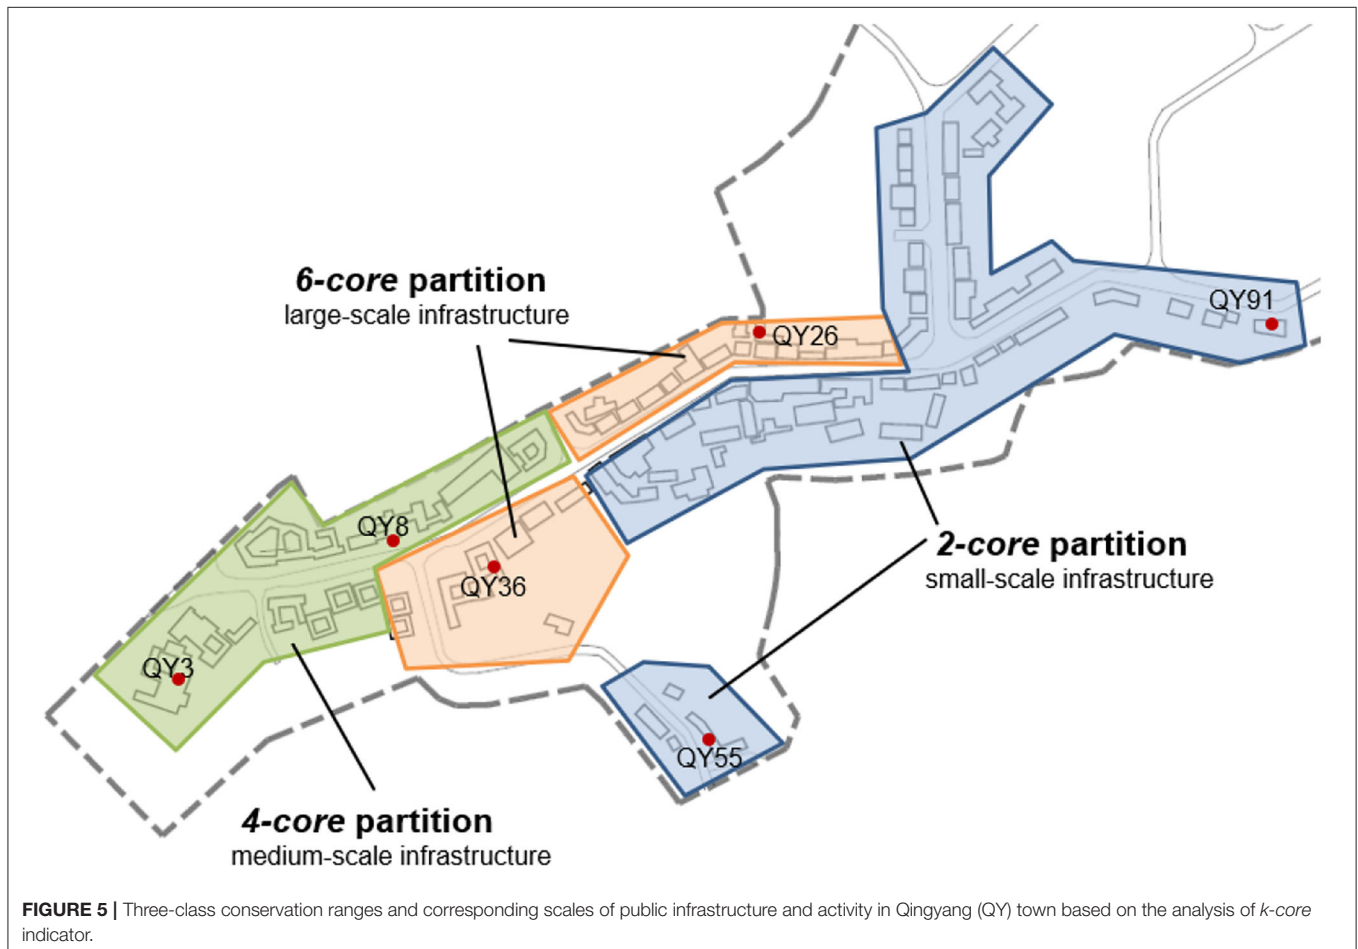 QY91
6-core partition
large-scale infrastructure
QY26
QY8
2-core partition
small-scale infrastructure
QY36
QY3
QY55
4-core partition
medium-scale infrastructure
FIGURE 5 | Three-class conservation ranges and corresponding scales of public infrastructure and activity in Qingyang (QY) town based on the analysis of k-core
indicator.